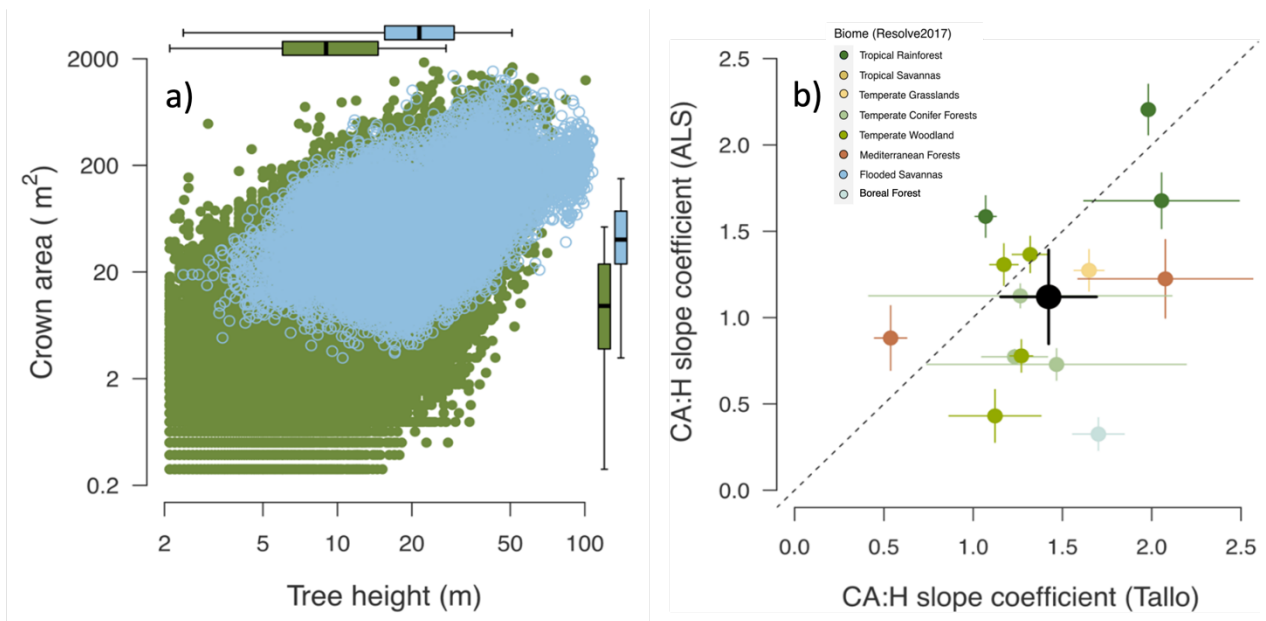 a)
2000
200
20
2
0.2
Crown area ( m²)
2 5 10 20 50 100
Tree height (m)
b)
Biome (Resolve2017)
Tropical Rainforest
Tropical Savannas
Temperate Grasslands
Temperate Conifer Forests
Temperate Woodland
Mediterranean Forests
Flooded Savannas
Boreal Forest
2.5
2.0
1.5
1.0
0.5
0.0
CA:H slope coefficient (ALS)
0.0 0.5 1.0 1.5 2.0 2.5
CA:H slope coefficient (Tallo)